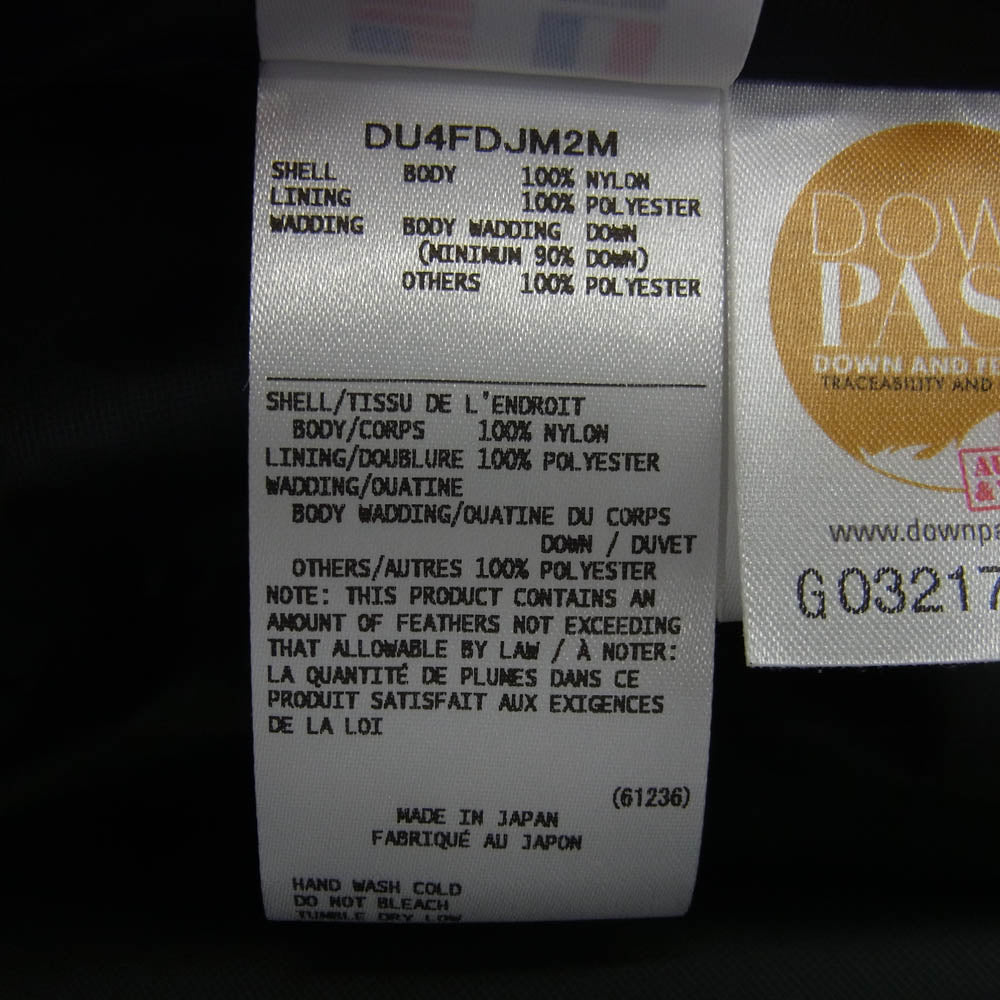 DU4FDJM2M
SHELL BODY 100% NYLON
LINING 100% POLYESTER
WADDING BODY WADDING DOWN
(MINIMUM 90% DOWN)
OTHERS 100% POLYESTER
SHELL/TISSU DE L'ENDROIT
BODY/CORPS 100% NYLON
LINING/DOUBLURE 100% POLYESTER
WADDING/OUATINE
BODY WADDING/OUATINE DU CORPS
DOWN / DUVET
OTHERS/AUTRES 100% POLYESTER
NOTE: THIS PRODUCT CONTAINS AN
AMOUNT OF FEATHERS NOT EXCEEDING
THAT ALLOWABLE BY LAW / À NOTER:
LA QUANTITÉ DE PLUMES DANS CE
PRODUIT SATISFAIT AUX EXIGENCES
DE LA LOI
(61236)
MADE IN JAPAN
FABRIQUÉ AU JAPON
HAND WASH COLD
DO NOT BLEACH
TUMBLE DRY LOW
DOW
PAS
DOWN AND FE
TRACEABILITY AND
AU
&
www.downpa
G03217